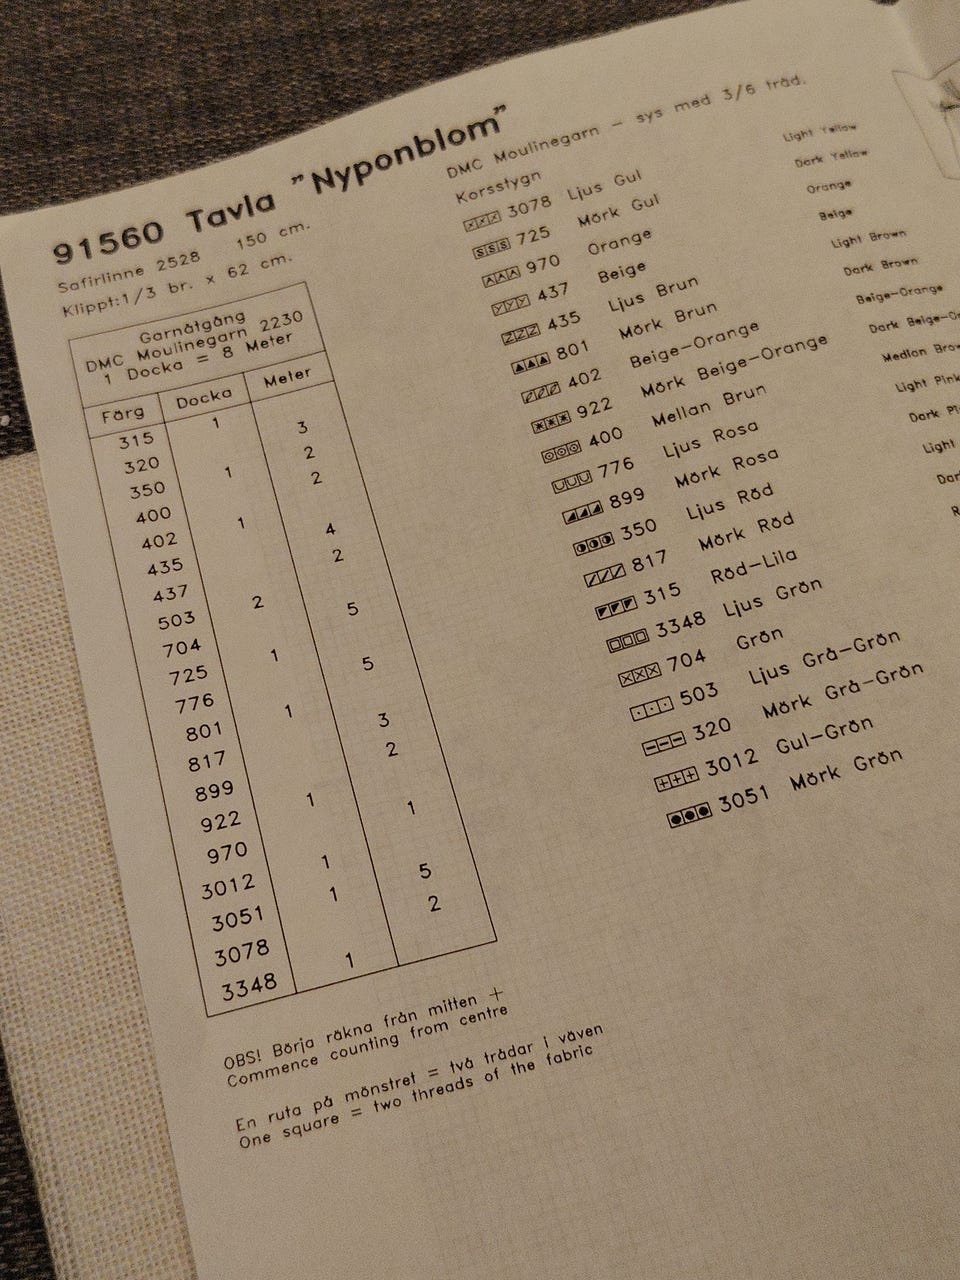 91560 Tavla "Nyponblom"
Safirlinne 2528 150 cm.
Klippt:1/3 br. x 62 cm.
Garnåtgång
DMC Moulinegarn 2230
1 Docka = 8 Meter
Färg Docka Meter
315 1
320 3
350 1 2
400 2
402 1
435 4
437 2
503 2
704 5
725 1
776 5
801 1
817 3
899 2
922 1
970 1
3012 1
3051 1 5
3078 2
3348 1
OBS! Börja räkna från mitten +
Commence counting from centre
En ruta på mönstret = två trådar i väven
One square = two threads of the fabric
DMC Moulinegarn – sys med 3/6 tråd.
Korsstygn
3078 Ljus Gul Light Yellow
725 Mörk Gul Dark Yellow
970 Orange Orange
437 Beige Beige
435 Ljus Brun Light Brown
801 Mörk Brun Dark Brown
402 Beige–Orange Beige–Orange
922 Mörk Beige–Orange Dark Beige–Or
400 Mellan Brun Medlon Brow
776 Ljus Rosa Light Pink
899 Mörk Rosa Dark Pi
350 Ljus Röd Light
817 Mörk Röd Dar
315 Röd–Lila R
3348 Ljus Grön
704 Grön
503 Ljus Grå–Grön
320 Mörk Grå–Grön
3012 Gul–Grön
3051 Mörk Grön